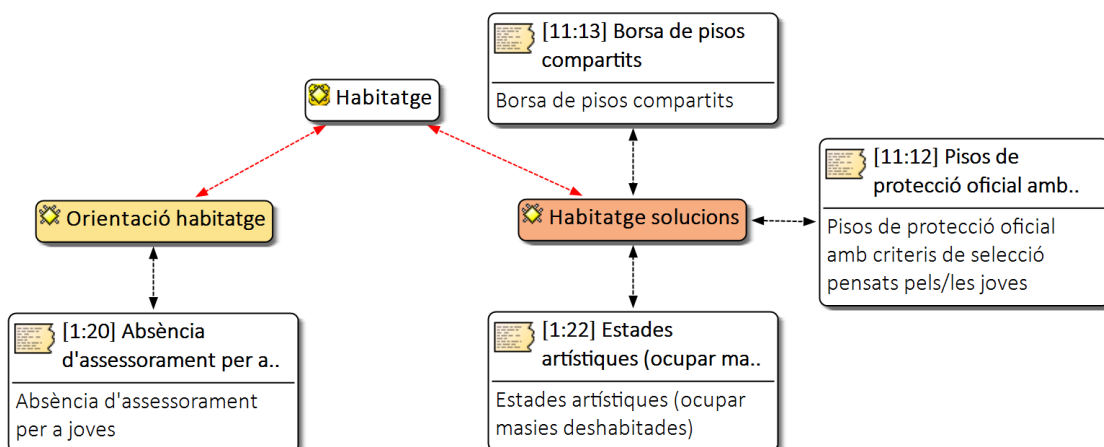 [11:13] Borsa de pisos
compartits
Borsa de pisos compartits
Habitatge
[11:12] Pisos de
protecció oficial amb..
Pisos de protecció oficial
amb criteris de selecció
pensats pels/les joves
Orientació habitatge
Habitatge solucions
[1:20] Absència
d'assessorament per a..
Absència d'assessorament
per a joves
[1:22] Estades
artístiques (ocupar ma..
Estades artístiques (ocupar
masies deshabitades)